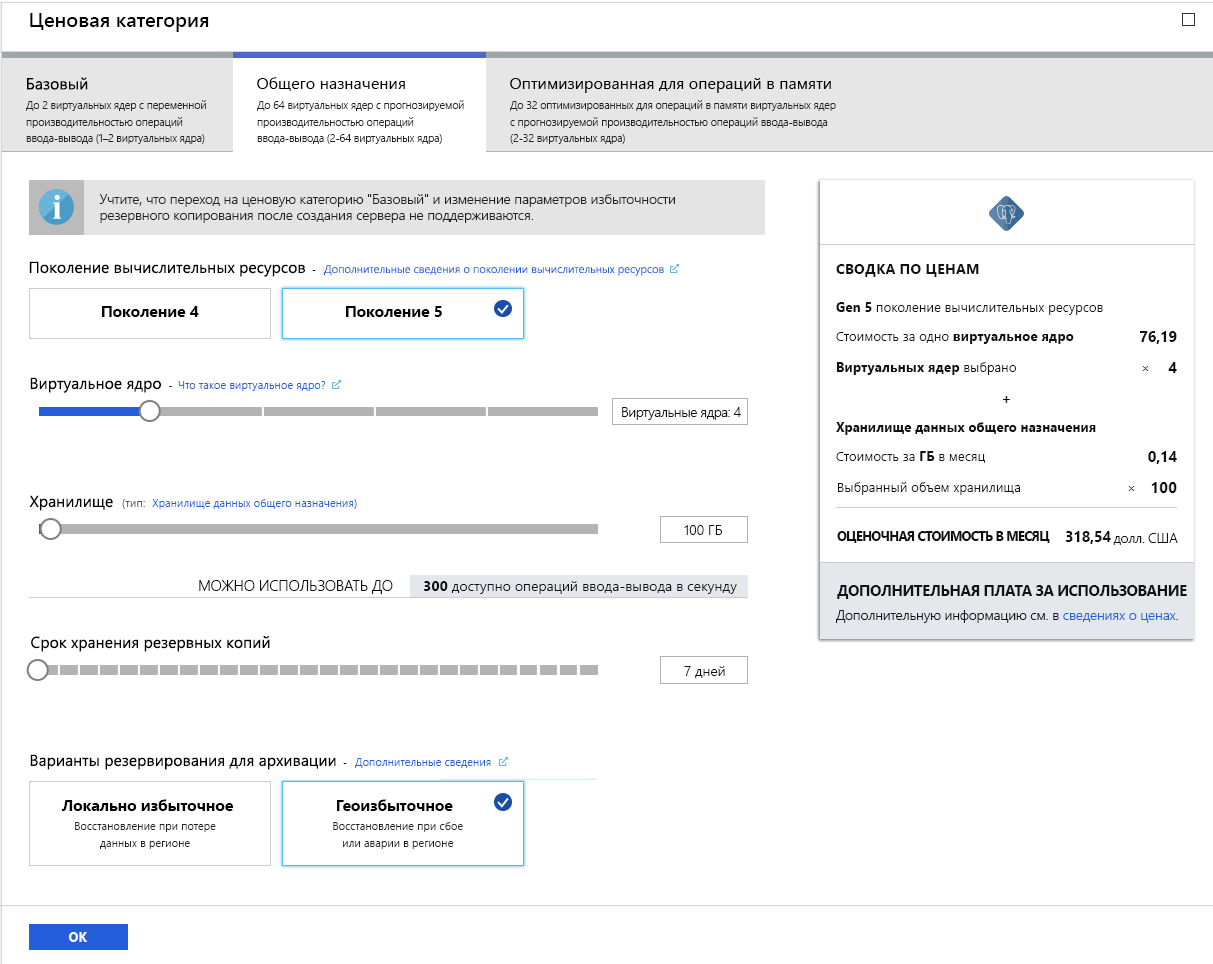 Ценовая категория
Базовый
До 2 виртуальных ядер с переменной
производительностью операций
ввода-вывода (1–2 виртуальных ядра)
Общего назначения
До 64 виртуальных ядер с прогнозируемой
производительностью операций
ввода-вывода (2-64 виртуальных ядра)
Оптимизированная для операций в памяти
До 32 оптимизированных для операций в памяти виртуальных ядер
с прогнозируемой производительностью операций ввода-вывода
(2-32 виртуальных ядра)
Учтите, что переход на ценовую категорию "Базовый" и изменение параметров избыточности
резервного копирования после создания сервера не поддерживаются.
Поколение вычислительных ресурсов - Дополнительные сведения о поколении вычислительных ресурсов
Поколение 4
Поколение 5
Виртуальное ядро - Что такое виртуальное ядро?
Виртуальные ядра: 4
Хранилище (тип: Хранилище данных общего назначения)
100 ГБ
МОЖНО ИСПОЛЬЗОВАТЬ ДО 300 доступно операций ввода-вывода в секунду
Срок хранения резервных копий
7 дней
Варианты резервирования для архивации - Дополнительные сведения
Локально избыточное
Восстановление при потере
данных в регионе
Геоизбыточное
Восстановление при сбое
или аварии в регионе
ОК
СВОДКА ПО ЦЕНАМ
Gen 5 поколение вычислительных ресурсов
Стоимость за одно виртуальное ядро 76,19
Виртуальных ядер выбрано × 4
+
Хранилище данных общего назначения
Стоимость за ГБ в месяц 0,14
Выбранный объем хранилища × 100
ОЦЕНОЧНАЯ СТОИМОСТЬ В МЕСЯЦ 318,54 долл. США
ДОПОЛНИТЕЛЬНАЯ ПЛАТА ЗА ИСПОЛЬЗОВАНИЕ
Дополнительную информацию см. в сведениях о ценах.